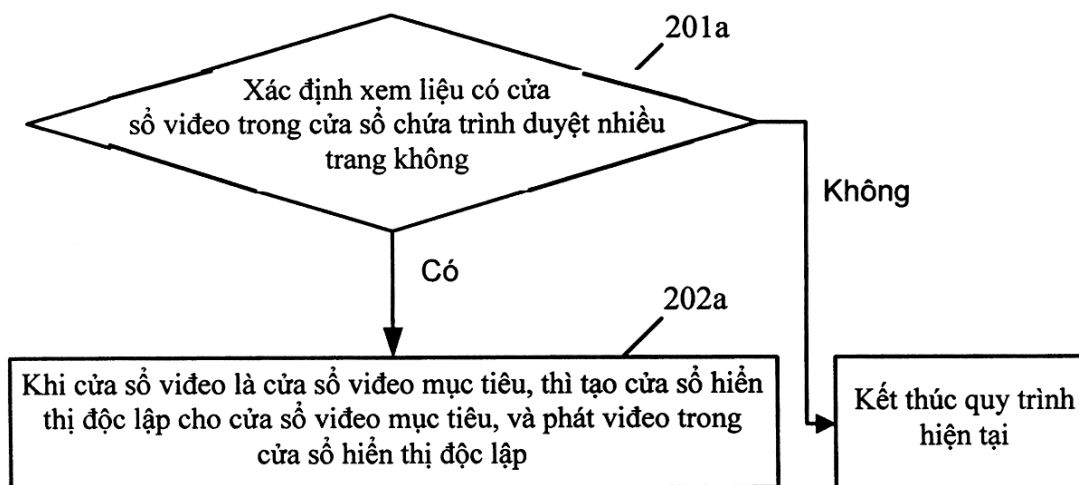 201a
Xác định xem liệu có cửa
sổ viđeo trong cửa sổ chứa trình duyệt nhiều
trang không
Không
Có
202a
Khi cửa sổ viđeo là cửa sổ viđeo mục tiêu, thì tạo cửa sổ hiển
thị độc lập cho cửa sổ viđeo mục tiêu, và phát viđeo trong
cửa sổ hiển thị độc lập
Kết thúc quy trình
hiện tại